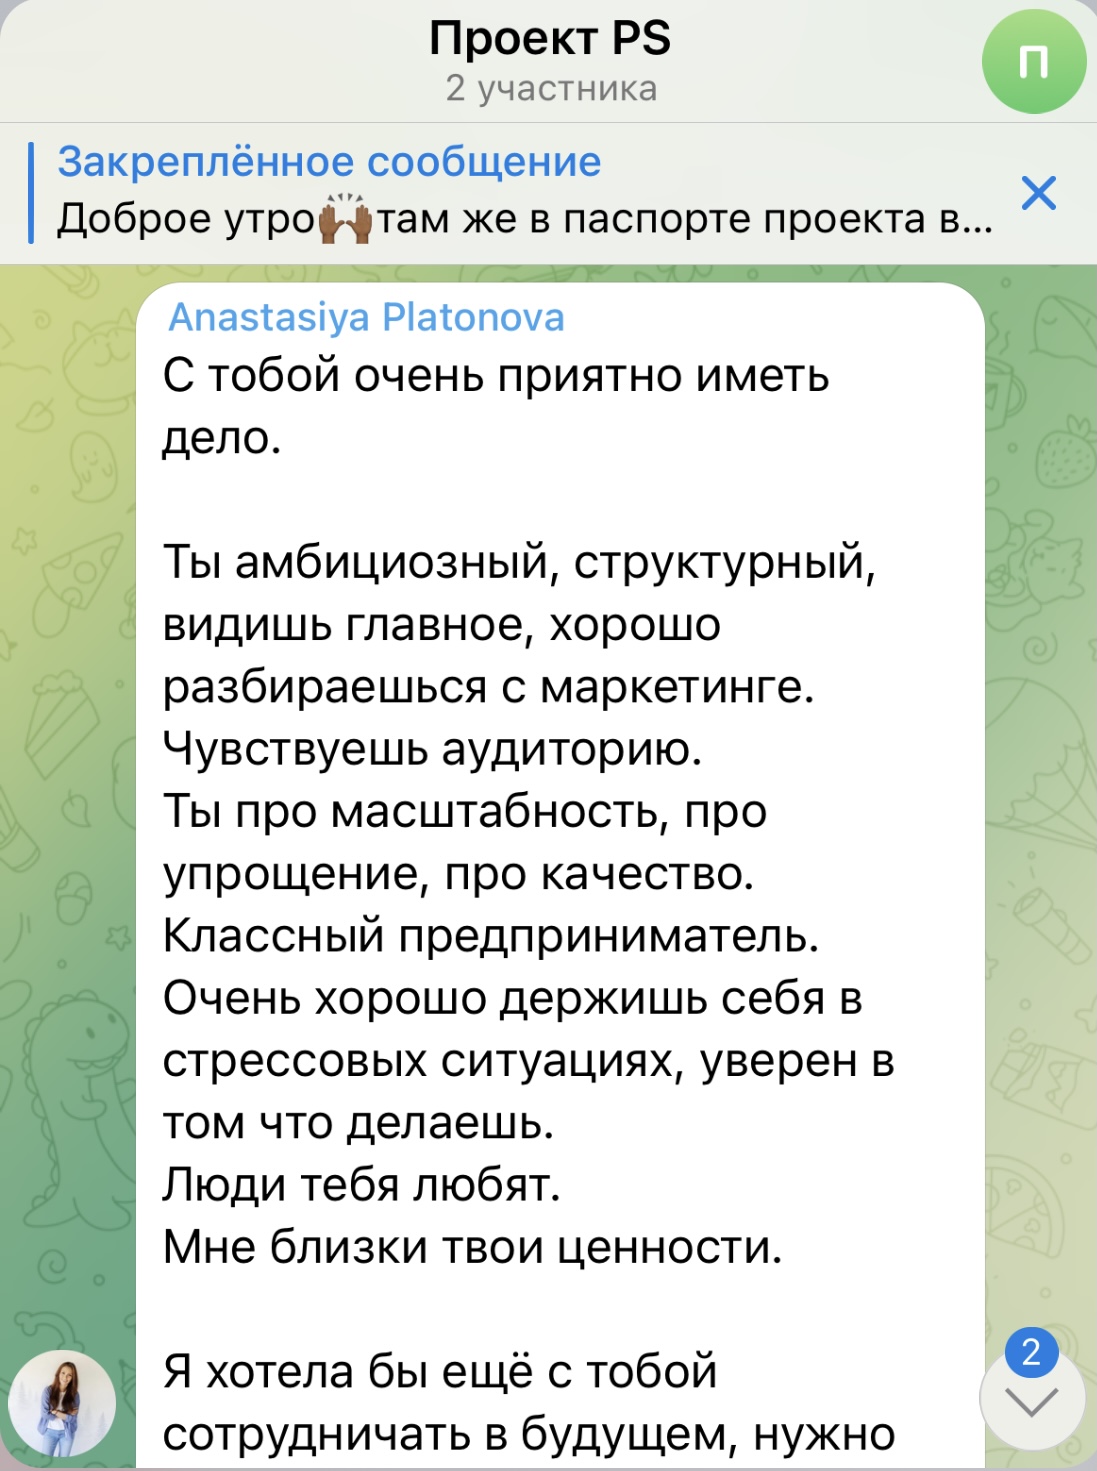 Проект PS
2 участника
П
Закреплённое сообщение
Доброе утро🙌🏾там же в паспорте проекта в...
Anastasiya Platonova
С тобой очень приятно иметь
дело.
Ты амбициозный, структурный,
видишь главное, хорошо
разбираешься с маркетинге.
Чувствуешь аудиторию.
Ты про масштабность, про
упрощение, про качество.
Классный предприниматель.
Очень хорошо держишь себя в
стрессовых ситуациях, уверен в
том что делаешь.
Люди тебя любят.
Мне близки твои ценности.
Я хотела бы ещё с тобой
сотрудничать в будущем, нужно
2